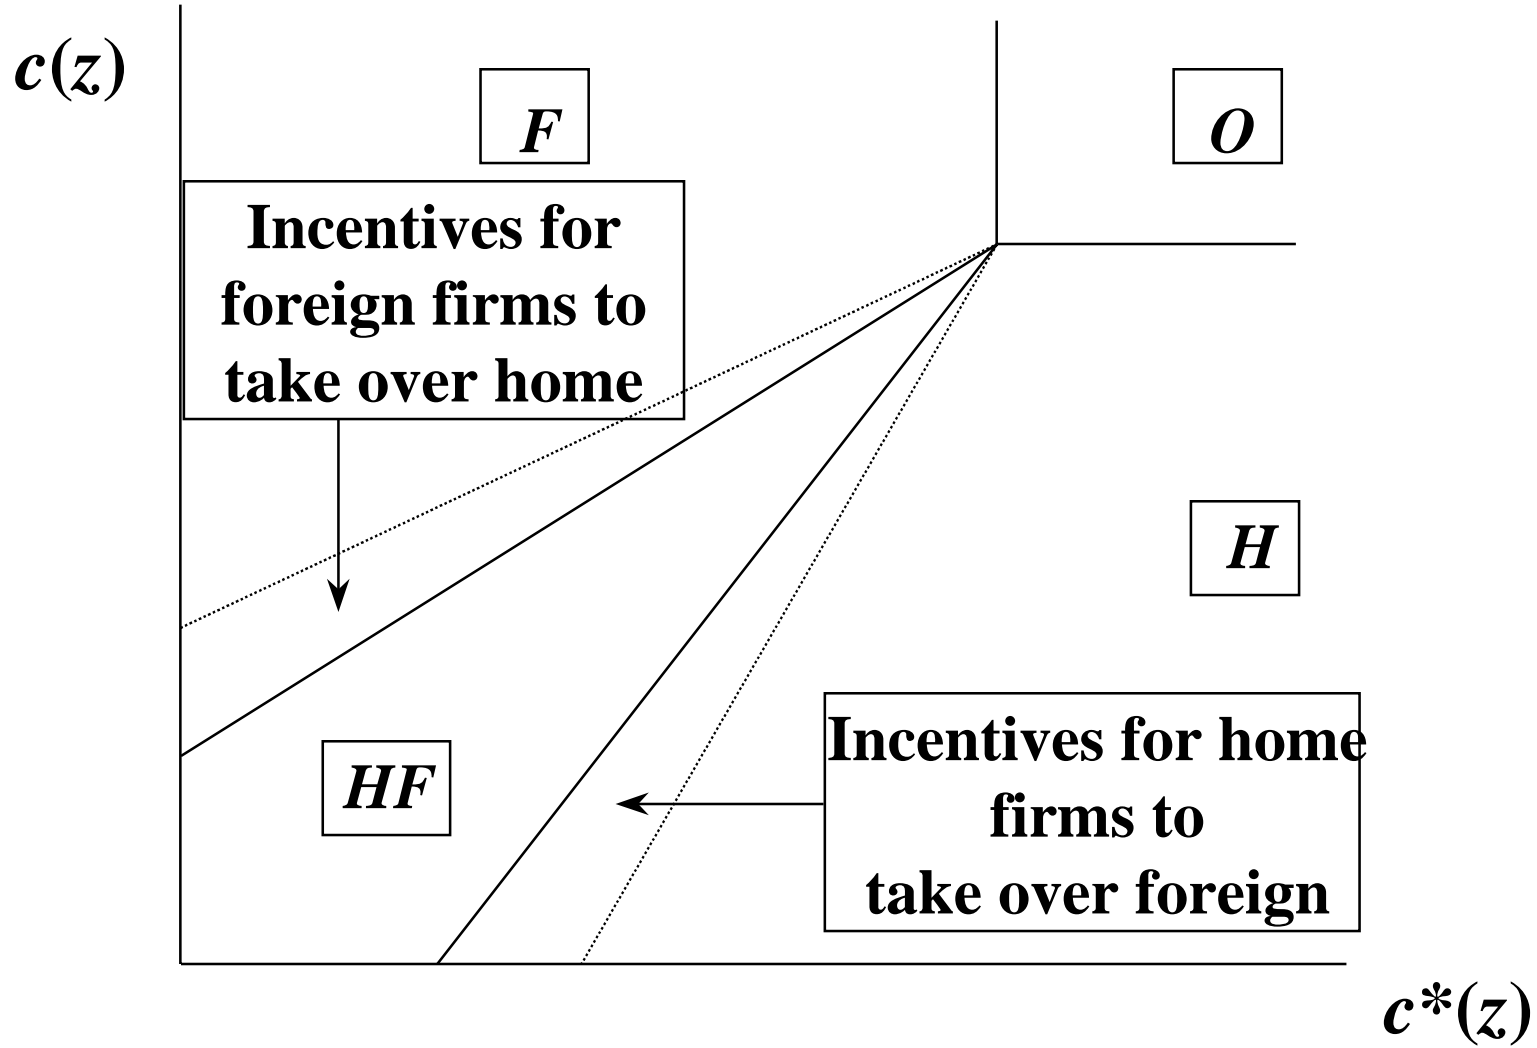 c(z)
F
O
Incentives for
foreign firms to
take over home
H
HF
Incentives for home
firms to
take over foreign
c*(z)